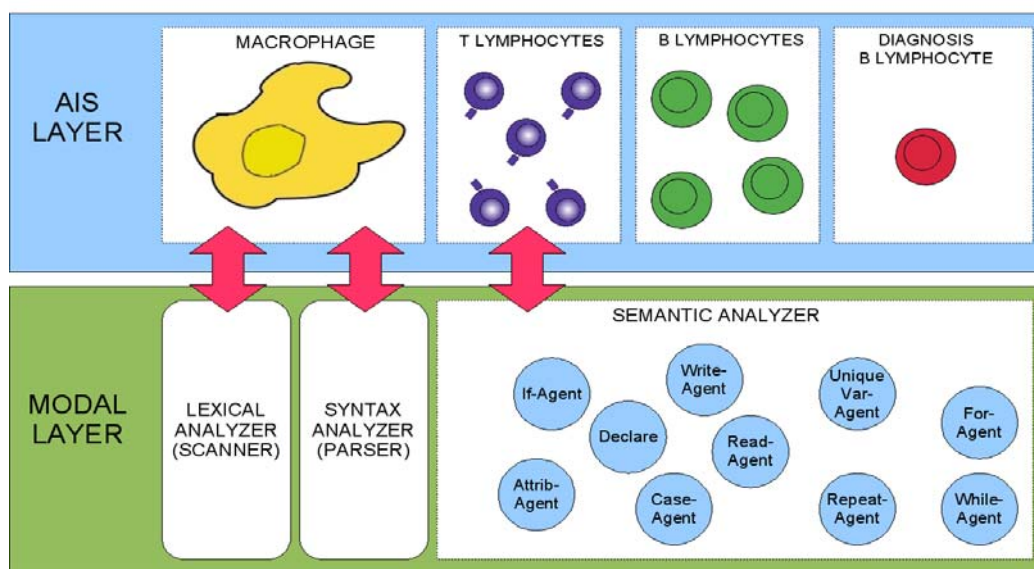 AIS
LAYER
MACROPHAGE
T LYMPHOCYTES
B LYMPHOCYTES
DIAGNOSIS
B LYMPHOCYTE
MODAL
LAYER
LEXICAL
ANALYZER
(SCANNER)
SYNTAX
ANALYZER
(PARSER)
SEMANTIC ANALYZER
If-Agent
Write-
Agent
Unique
Var-
Agent
For-
Agent
Declare
Read-
Agent
Attrib-
Agent
Case-
Agent
Repeat-
Agent
While-
Agent